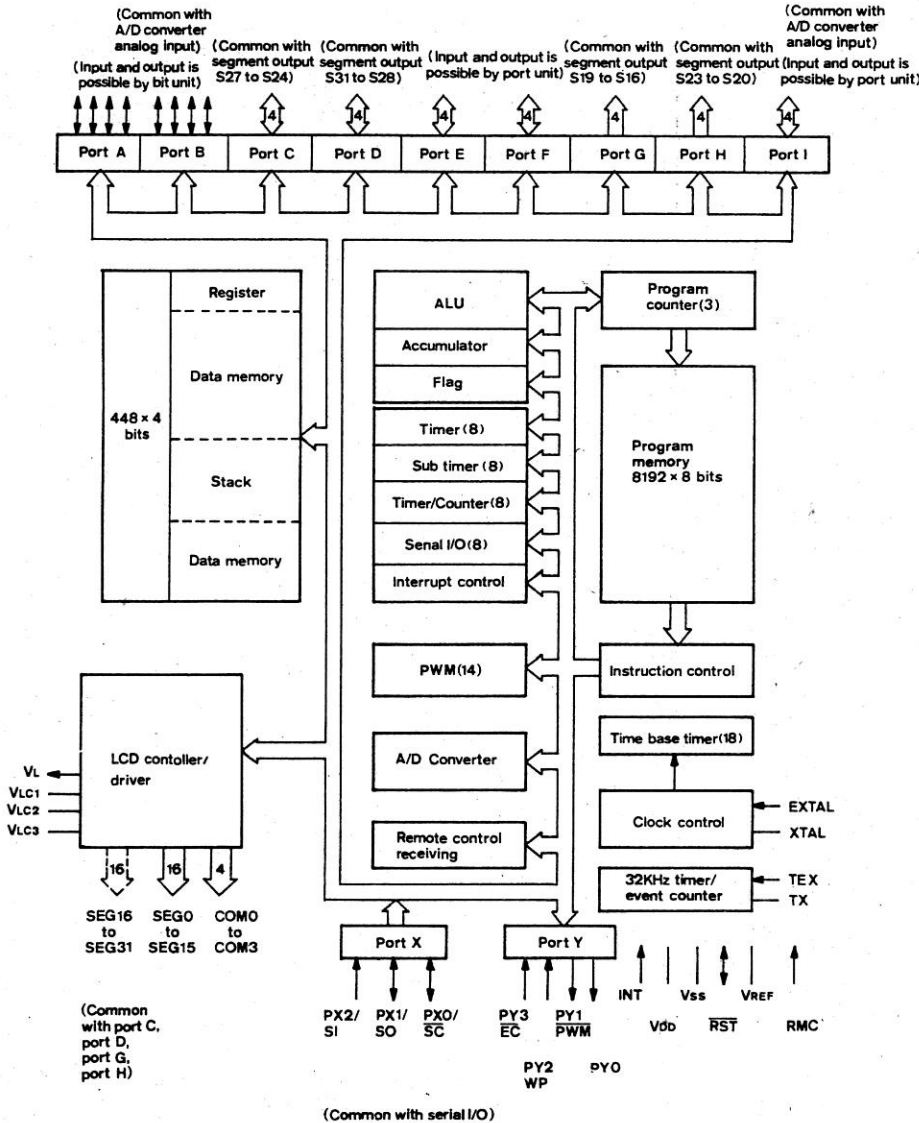 (Common with
A/D converter
analog input)
(Input and output is
possible by bit unit)
(Common with
segment output
S27 to S24)
(Common with
segment output
S31 to S28)
(Input and output is
possible by port unit)
(Common with
segment output
S19 to S16)
(Common with
segment output
S23 to S20)
(Common with
A/D converter
analog input)
(Input and output is
possible by port unit)
4 4 4 4 4 4 4
Port A Port B Port C Port D Port E Port F Port G Port H Port I
448 × 4
bits
Register
Data memory
Stack
Data memory
ALU
Accumulator
Flag
Timer (8)
Sub timer (8)
Timer/Counter (8)
Senal I/O (8)
Interrupt control
PWM (14)
A/D Converter
Remote control
receiving
Program
counter (3)
Program
memory
8192 × 8 bits
Instruction control
Time base timer (18)
Clock control
EXTAL
XTAL
32KHz timer/
event counter
TEX
TX
LCD contoller/
driver
VL
VLC1
VLC2
VLC3
16 16 4
SEG16
to
SEG31
SEG0
to
SEG15
COM0
to
COM3
(Common
with port C,
port D,
port G,
port H)
Port X
PX2/
SI
PX1/
SO
PX0/
SC
Port Y
PY3
EC
PY2
WP
PY1
PWM
PY0
INT
VDD
VSS
RST
VREF
RMC
(Common with serial I/O)